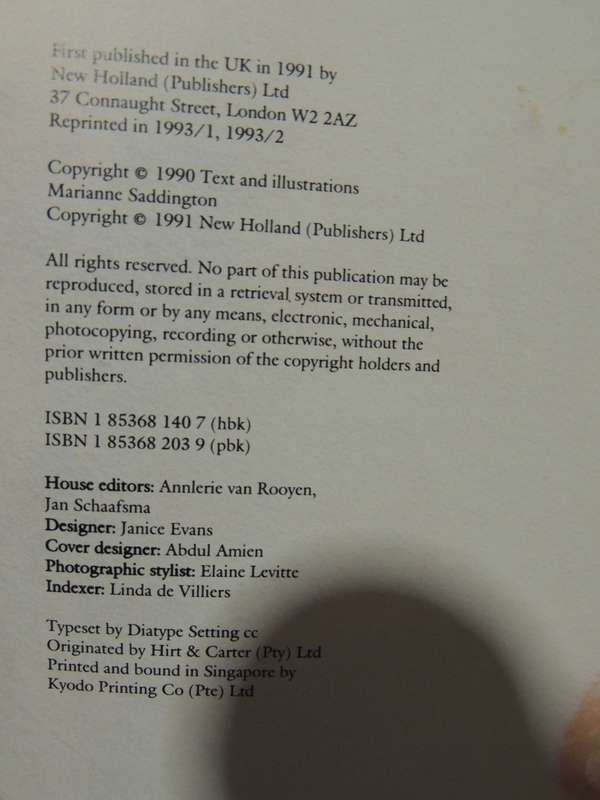 First published in the UK in 1991 by
New Holland (Publishers) Ltd
37 Connaught Street, London W2 2AZ
Reprinted in 1993/1, 1993/2
Copyright © 1990 Text and illustrations
Marianne Saddington
Copyright © 1991 New Holland (Publishers) Ltd
All rights reserved. No part of this publication may be
reproduced, stored in a retrieval system or transmitted,
in any form or by any means, electronic, mechanical,
photocopying, recording or otherwise, without the
prior written permission of the copyright holders and
publishers.
ISBN 1 85368 140 7 (hbk)
ISBN 1 85368 203 9 (pbk)
House editors: Annlerie van Rooyen,
Jan Schaafsma
Designer: Janice Evans
Cover designer: Abdul Amien
Photographic stylist: Elaine Levitte
Indexer: Linda de Villiers
Typeset by Diatype Setting cc
Originated by Hirt & Carter (Pty) Ltd
Printed and bound in Singapore by
Kyodo Printing Co (Pte) Ltd